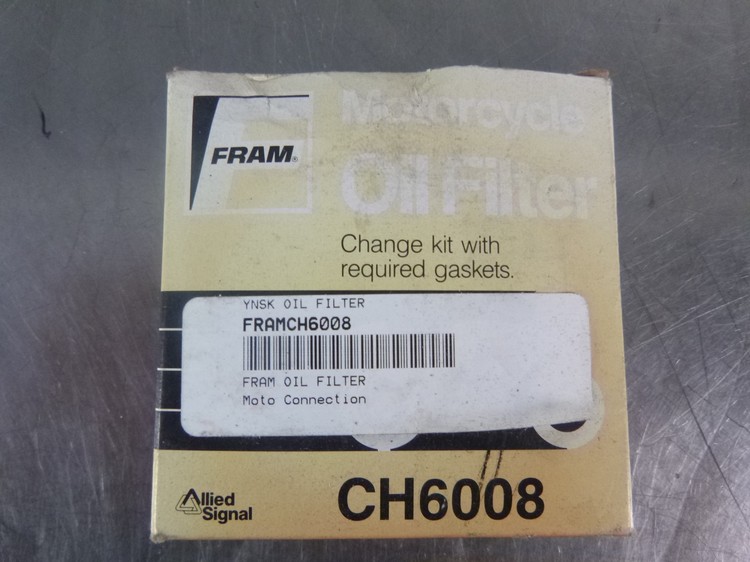 FRAM®
Motorcycle
Oil Filter
Change kit with
required gaskets.
YNSK OIL FILTER
FRAMCH6008
FRAM OIL FILTER
Moto Connection
Allied
Signal
CH6008